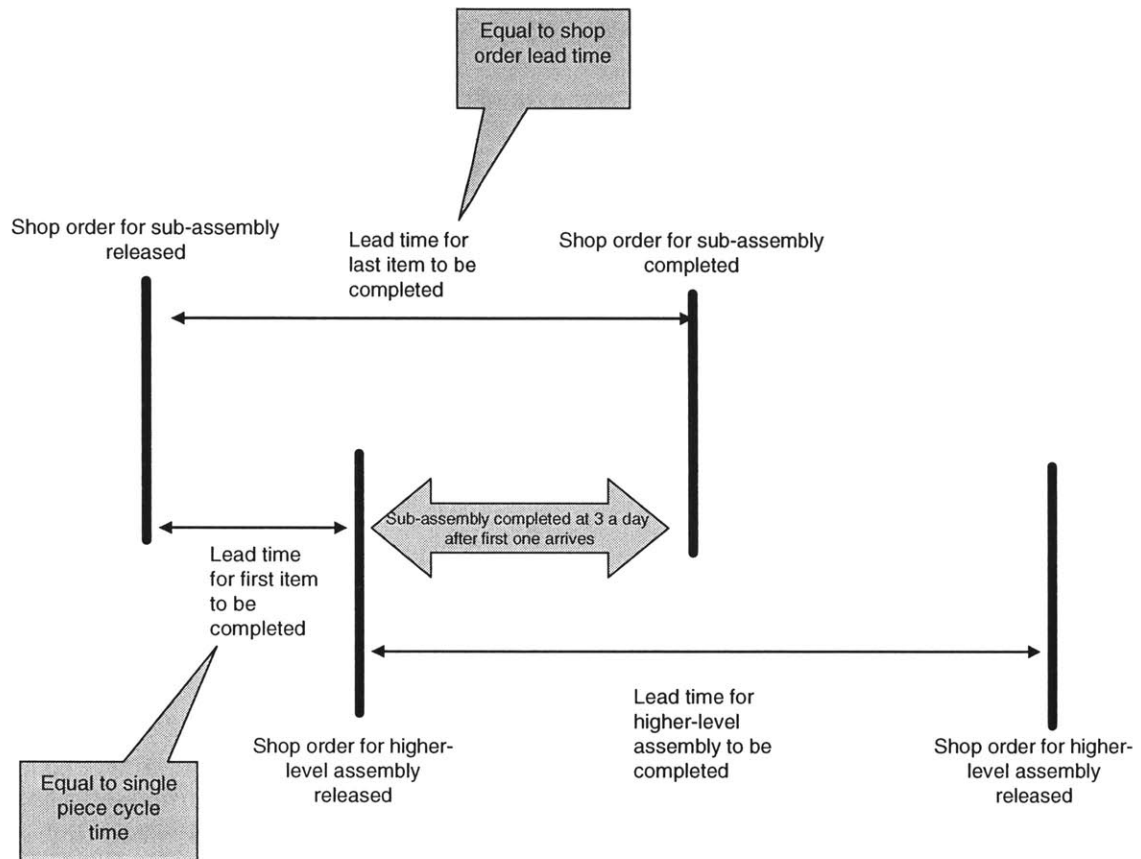 Equal to shop
order lead time
Shop order for sub-assembly
released
Lead time for
last item to be
completed
Shop order for sub-assembly
completed
Sub-assembly completed at 3 a day
after first one arrives
Lead time
for first item
to be
completed
Lead time for
higher-level
assembly to be
completed
Shop order for higher-
level assembly
released
Shop order for higher-
level assembly
released
Equal to single
piece cycle
time